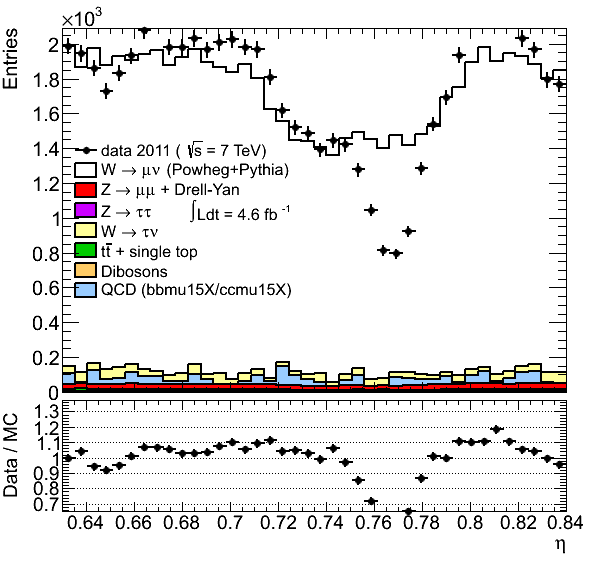 ×10³
Entries
2
1.8
1.6
1.4
1.2
1
0.8
0.6
0.4
0.2
0
data 2011 ( √s = 7 TeV)
W → μν (Powheg+Pythia)
Z → μμ + Drell-Yan
Z → ττ ∫Ldt = 4.6 fb⁻¹
W → τν
tt̄ + single top
Dibosons
QCD (bbmu15X/ccmu15X)
Data / MC
1.3
1.2
1.1
1
0.9
0.8
0.7
0.64 0.66 0.68 0.7 0.72 0.74 0.76 0.78 0.8 0.82 0.84
η